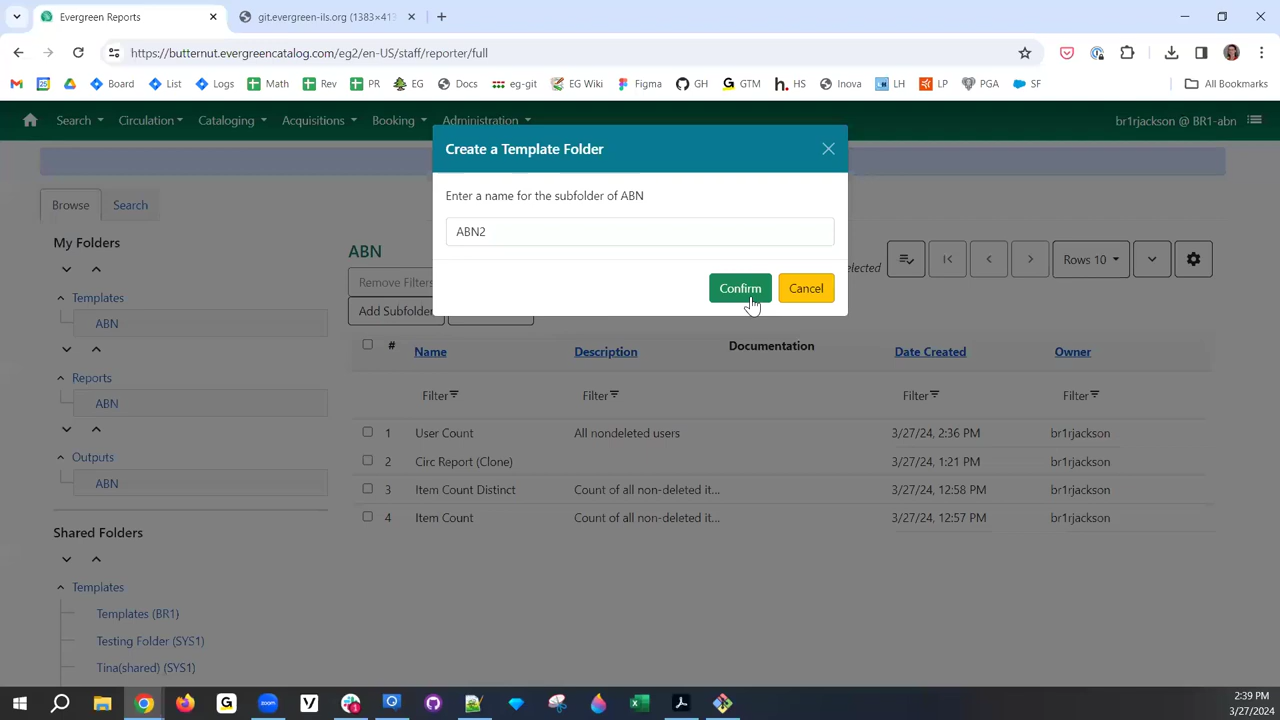 Evergreen Reports
git.evergreen-ils.org (1383×413
https://butternut.evergreencatalog.com/eg2/en-US/staff/reporter/full
Board
List
Logs
Math
Rev
PR
EG
Docs
eg-git
EG Wiki
Figma
GH
GTM
HS
Inova
LH
LP
PGA
SF
All Bookmarks
Search
Circulation
Cataloging
Acquisitions
Booking
Administration
br1rjackson @ BR1-abn
Create a Template Folder
Enter a name for the subfolder of ABN
ABN2
Confirm
Cancel
Browse
Search
My Folders
Templates
ABN
Reports
ABN
Outputs
ABN
Shared Folders
Templates
Templates (BR1)
Testing Folder (SYS1)
Tina(shared) (SYS1)
ABN
Remove Filters
selected
Rows 10
Add Subfolder
# Name Description Documentation Date Created Owner
Filter Filter Filter Filter
1 User Count All nondeleted users 3/27/24, 2:36 PM br1rjackson
2 Circ Report (Clone) 3/27/24, 1:21 PM br1rjackson
3 Item Count Distinct Count of all non-deleted it... 3/27/24, 12:58 PM br1rjackson
4 Item Count Count of all non-deleted it... 3/27/24, 12:57 PM br1rjackson
zoom
2:39 PM
3/27/2024